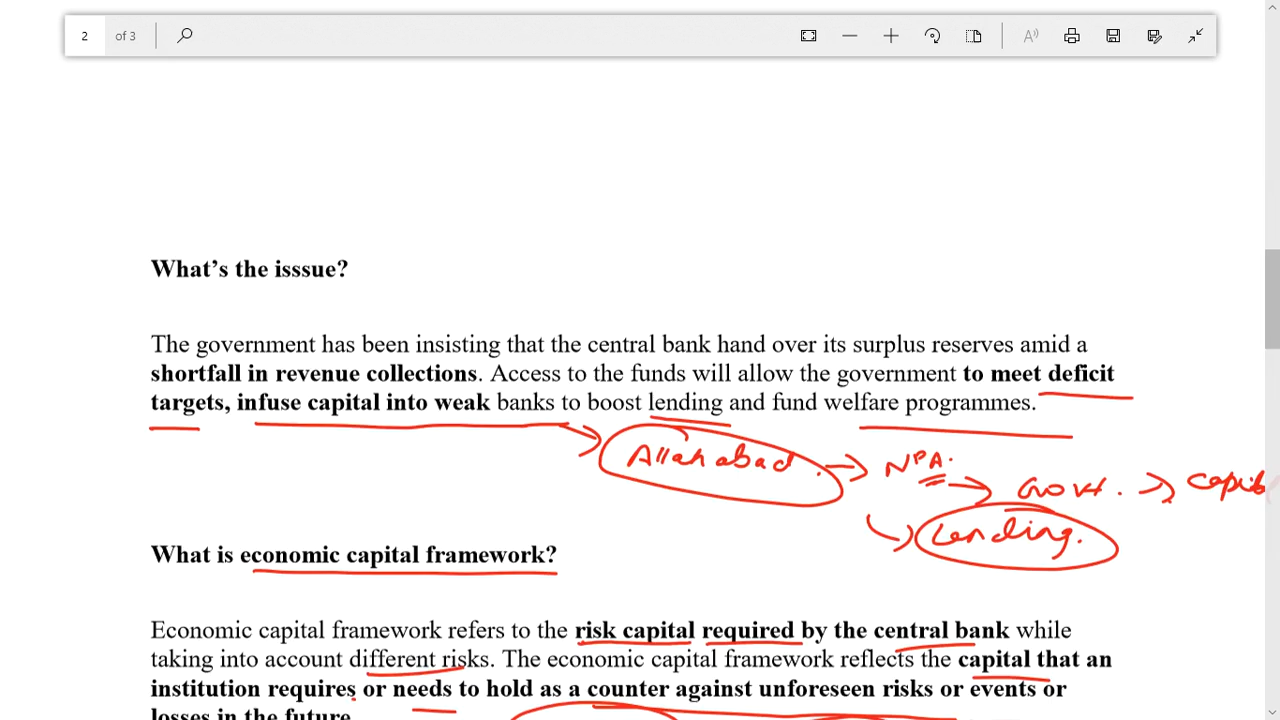 2 of 3
What's the isssue?
The government has been insisting that the central bank hand over its surplus reserves amid a
shortfall in revenue collections. Access to the funds will allow the government to meet deficit
targets, infuse capital into weak banks to boost lending and fund welfare programmes.
Allahabad → NPA.
→ Govt. → Capit
Lending.
What is economic capital framework?
Economic capital framework refers to the risk capital required by the central bank while
taking into account different risks. The economic capital framework reflects the capital that an
institution requires or needs to hold as a counter against unforeseen risks or events or
losses in the future